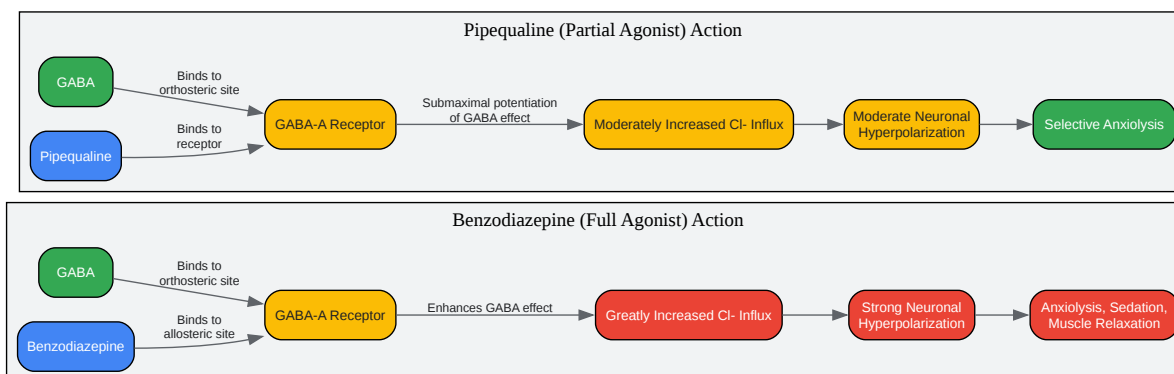 Pipequaline (Partial Agonist) Action
GABA
Binds to
orthosteric site
Pipequaline
Binds to
receptor
GABA-A Receptor
Submaximal potentiation
of GABA effect
Moderately Increased Cl- Influx
Moderate Neuronal
Hyperpolarization
Selective Anxiolysis
Benzodiazepine (Full Agonist) Action
GABA
Binds to
orthosteric site
Benzodiazepine
Binds to
allosteric site
GABA-A Receptor
Enhances GABA effect
Greatly Increased Cl- Influx
Strong Neuronal
Hyperpolarization
Anxiolysis, Sedation,
Muscle Relaxation